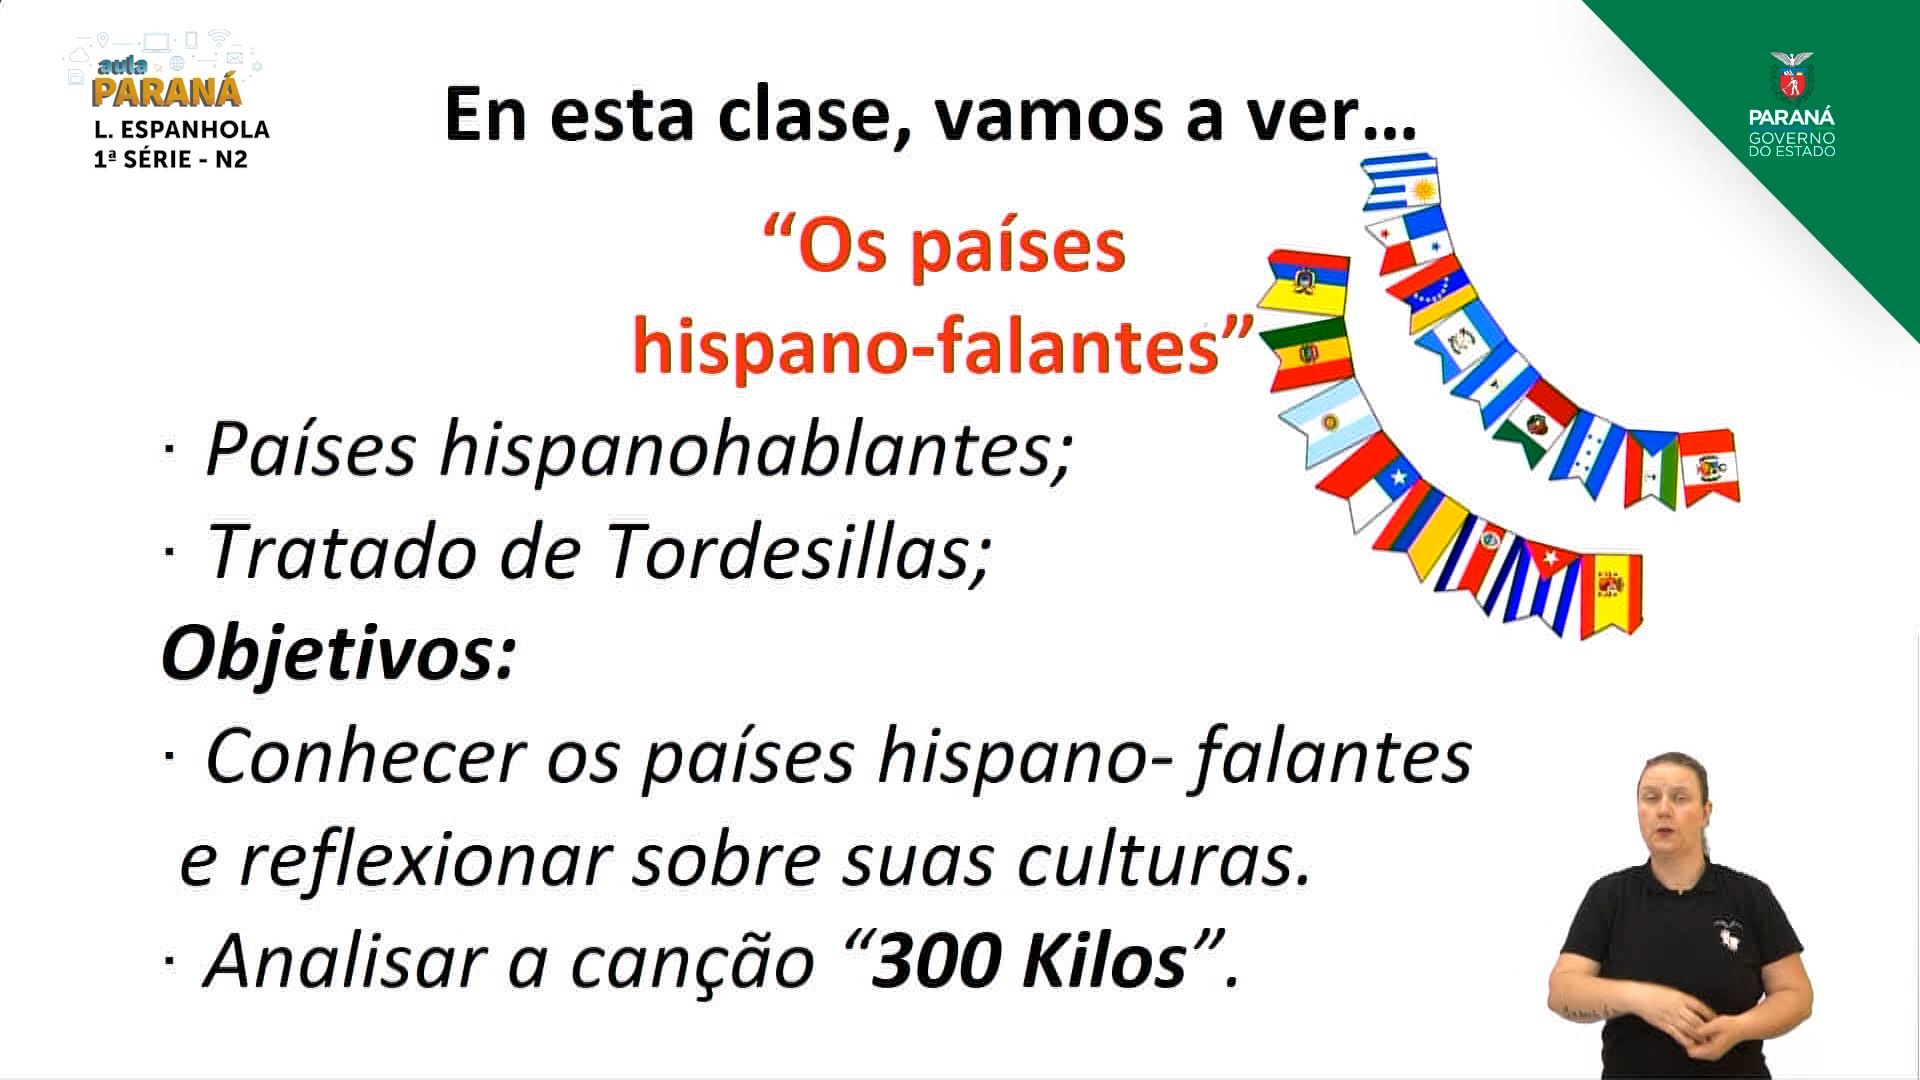 aula
PARANÁ
L. ESPANHOLA
1ª SÉRIE - N2
En esta clase, vamos a ver...
PARANÁ
GOVERNO
DO ESTADO
“Os países
hispano-falantes”
· Países hispanohablantes;
· Tratado de Tordesillas;
Objetivos:
· Conhecer os países hispano- falantes
e reflexionar sobre suas culturas.
· Analisar a canção “300 Kilos”.